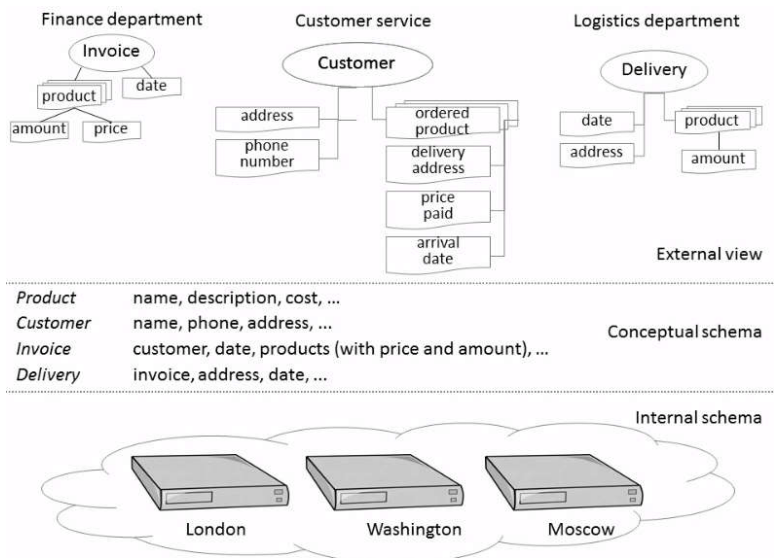 Finance department
Customer service
Logistics department
Invoice
date
product
amount
price
Customer
address
phone
number
ordered
product
delivery
address
price
paid
arrival
date
Delivery
date
address
product
amount
External view
Product name, description, cost, ...
Customer name, phone, address, ...
Invoice customer, date, products (with price and amount), ...
Delivery invoice, address, date, ...
Conceptual schema
Internal schema
London
Washington
Moscow